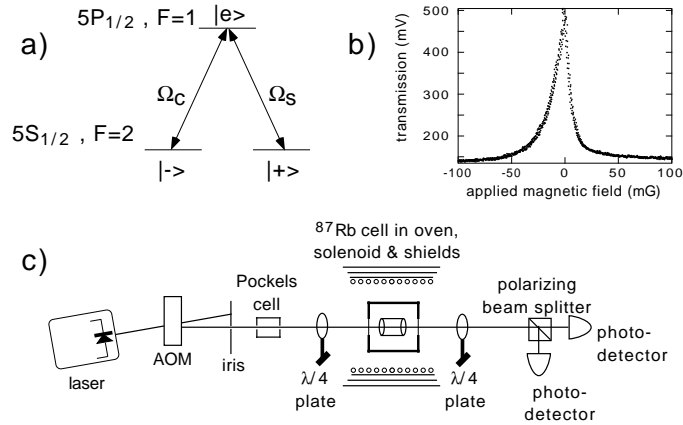 a)
5P1/2 , F=1
|e>
Ωc
Ωs
5S1/2 , F=2
|->
|+>
b)
transmission (mV)
500
400
300
200
-100
-50
0
50
100
applied magnetic field (mG)
c)
87Rb cell in oven,
solenoid & shields
Pockels
cell
polarizing
beam splitter
laser
AOM
iris
λ/4
plate
λ/4
plate
photo-
detector
photo-
detector